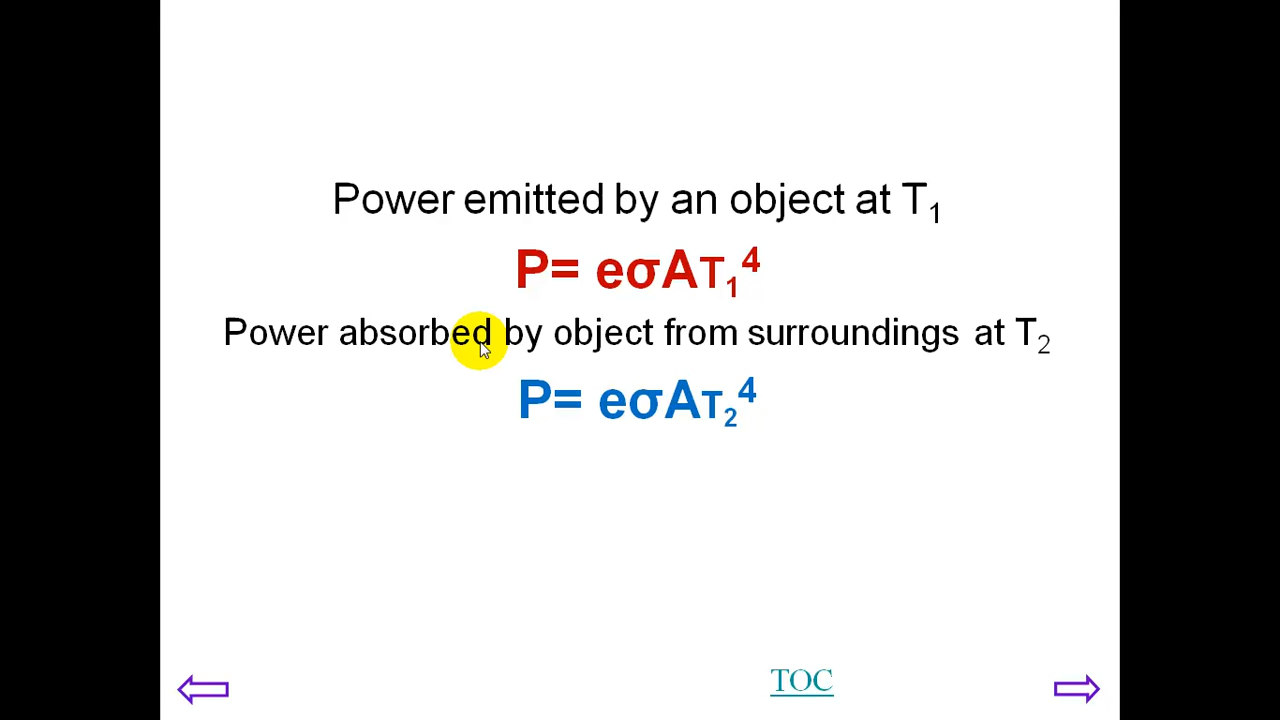 Power emitted by an object at T₁
P= eσAT₁⁴
Power absorbed by object from surroundings at T₂
P= eσAT₂⁴
TOC